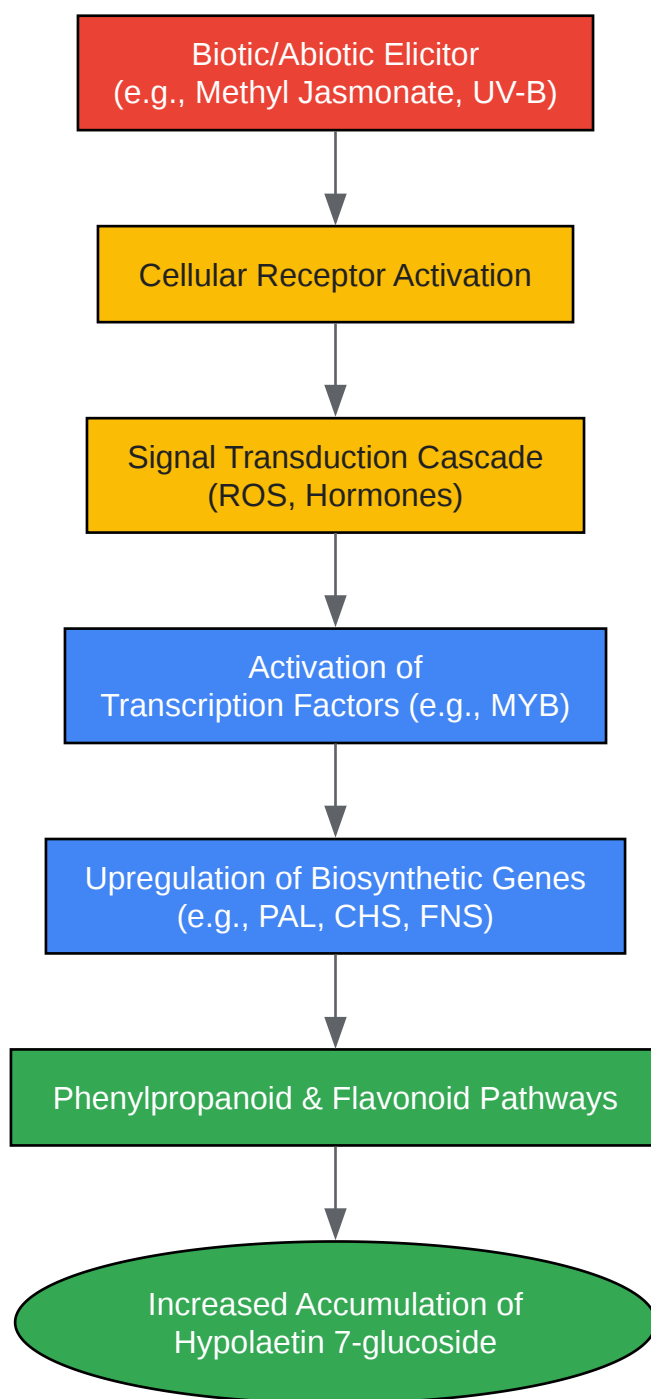 Biotic/Abiotic Elicitor
(e.g., Methyl Jasmonate, UV-B)
Cellular Receptor Activation
Signal Transduction Cascade
(ROS, Hormones)
Activation of
Transcription Factors (e.g., MYB)
Upregulation of Biosynthetic Genes
(e.g., PAL, CHS, FNS)
Phenylpropanoid & Flavonoid Pathways
Increased Accumulation of
Hypolaetin 7-glucoside